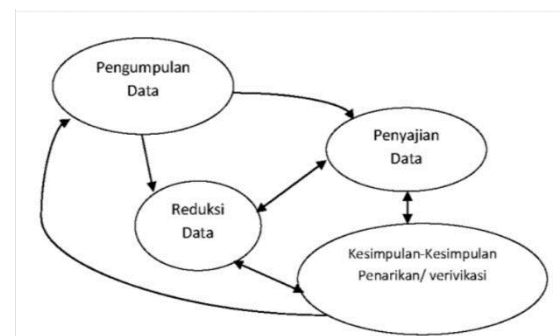 Pengumpulan
Data
Penyajian
Data
Reduksi
Data
Kesimpulan-Kesimpulan
Penarikan/ verivikasi